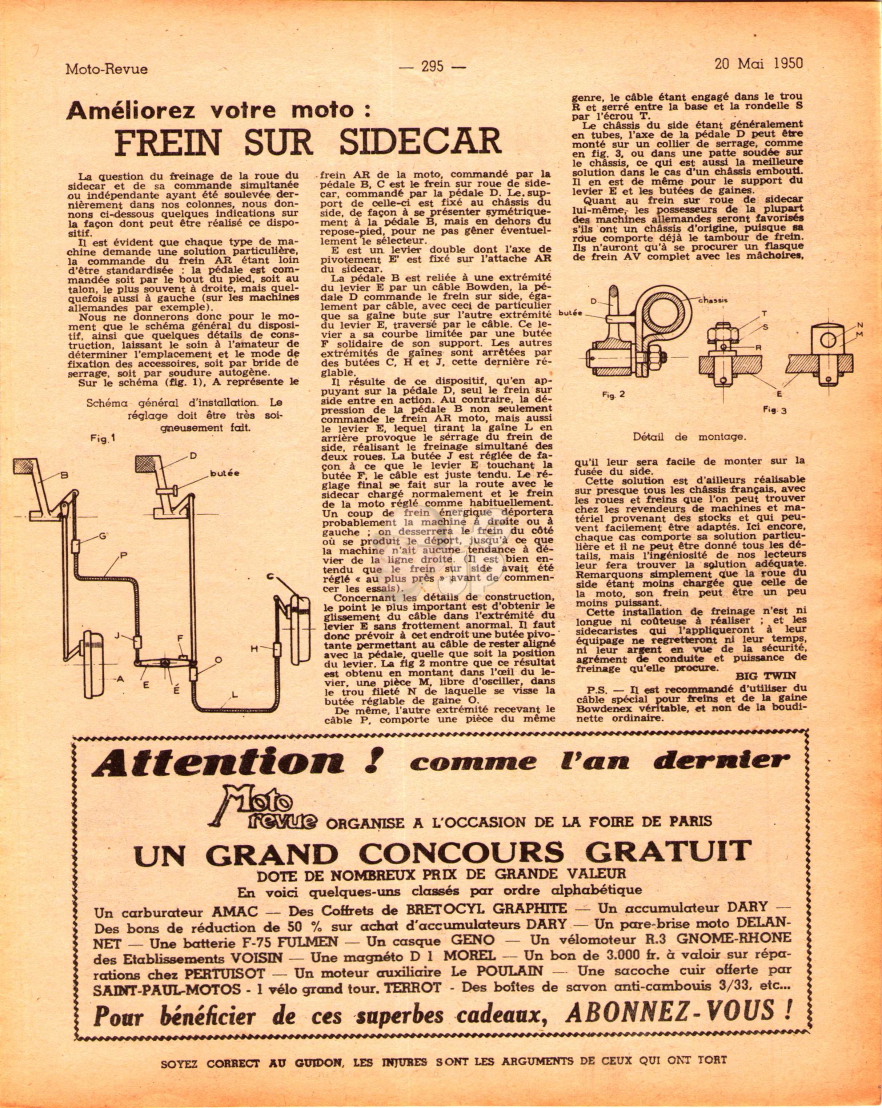 Moto-Revue
— 295 —
20 Mai 1950
Améliorez votre moto :
FREIN SUR SIDECAR
La question du freinage de la roue du
sidecar et de sa commande simultanée
ou indépendante ayant été soulevée der-
nièrement dans nos colonnes, nous don-
nons ci-dessous quelques indications sur
la façon dont peut être réalisé ce dispo-
sitif.
Il est évident que chaque type de ma-
chine demande une solution particulière,
la commande du frein AR étant loin
d'être standardisée : la pédale est com-
mandée soit par le bout du pied, soit au
talon, le plus souvent à droite, mais quel-
quefois aussi à gauche (sur les machines
allemandes par exemple).
Nous ne donnerons donc pour le mo-
ment que le schéma général du disposi-
tif, ainsi que quelques détails de cons-
truction, laissant le soin à l'amateur de
déterminer l'emplacement et le mode de
fixation des accessoires, soit par bride de
serrage, soit par soudure autogène.
Sur le schéma (fig. 1), A représente le
Schéma général d'installation. Le
réglage doit être très soi-
gneusement fait.
Fig.1
B
D
butée
G
P
C
J
F
H
A
E
É
O
L
frein AR de la moto, commandé par la
pédale B, C est le frein sur roue de side-
car, commandé par la pédale D. Le sup-
port de celle-ci est fixé au châssis du
side, de façon à se présenter symétrique-
ment à la pédale B, mais en dehors du
repose-pied, pour ne pas gêner éventuel-
lement le sélecteur.
E est un levier double dont l'axe de
pivotement E' est fixé sur l'attache AR
du sidecar.
La pédale B est reliée à une extrémité
du levier E par un câble Bowden, la pé-
dale D commande le frein sur side, éga-
lement par câble, avec ceci de particulier
que sa gaîne bute sur l'autre extrémité
du levier E, traversé par le câble. Ce le-
vier a sa course limitée par une butée
F solidaire de son support. Les autres
extrémités de gaînes sont arrêtées par
des butées C, H et J, cette dernière ré-
glable.
Il résulte de ce dispositif, qu'en ap-
puyant sur la pédale D, seul le frein sur
side entre en action. Au contraire, la dé-
pression de la pédale B non seulement
commande le frein AR moto, mais aussi
le levier E, lequel tirant la gaîne L en
arrière provoque le sérrage du frein de
side, réalisant le freinage simultané des
deux roues. La butée J est réglée de fa-
çon à ce que le levier E touchant la
butée F, le câble est juste tendu. Le ré-
glage final se fait sur la route avec le
sidecar chargé normalement et le frein
de la moto réglé comme habituellement.
Un coup de frein énergique déportera
probablement la machine à droite ou à
gauche ; on desserrera le frein du côté
où se produit le déport, jusqu'à ce que
la machine n'ait aucune tendance à dé-
vier de la ligne droite. (Il est bien en-
tendu que le frein sur side avait été
réglé « au plus près » avant de commen-
cer les essais).
Concernant les détails de construction,
le point le plus important est d'obtenir le
glissement du câble dans l'extrémité du
levier E sans frottement anormal. Il faut
donc prévoir à cet endroit une butée pivo-
tante permettant au câble de rester aligné
avec la pédale, quelle que soit la position
du levier. La fig 2 montre que ce résultat
est obtenu en montant dans l'œil du le-
vier, une pièce M, libre d'osciller, dans
le trou fileté N de laquelle se visse la
butée réglable de gaine O.
De même, l'autre extrémité recevant le
câble P, comporte une pièce du même
genre, le câble étant engagé dans le trou
R et serré entre la base et la rondelle S
par l'écrou T.
Le châssis du side étant généralement
en tubes, l'axe de la pédale D peut être
monté sur un collier de serrage, comme
en fig. 3, ou dans une patte soudée sur
le châssis, ce qui est aussi la meilleure
solution dans le cas d'un châssis embouti.
Il en est de même pour le support du
levier E et les butées de gaines.
Quant au frein sur roue de sidecar
lui-même, les possesseurs de la plupart
des machines allemandes seront favorisés
s'ils ont un châssis d'origine, puisque sa
roue comporte déjà le tambour de frein.
Ils n'auront qu'à se procurer un flasque
de frein AV complet avec les mâchoires,
D
butée
chassis
T
S
R
N
M
E
Fig. 2
Fig. 3
Détail de montage.
qu'il leur sera facile de monter sur la
fusée du side.
Cette solution est d'ailleurs réalisable
sur presque tous les châssis français, avec
les roues et freins que l'on peut trouver
chez les revendeurs de machines et ma-
tériel provenant des stocks et qui peu-
vent facilement être adaptés. Ici encore,
chaque cas comporte sa solution particu-
lière et il ne peut être donné tous les dé-
tails, mais l'ingéniosité de nos lecteurs
leur fera trouver la solution adéquate.
Remarquons simplement que la roue du
side étant moins chargée que celle de
la moto, son frein peut être un peu
moins puissant.
Cette installation de freinage n'est ni
longue ni coûteuse à réaliser ; et les
sidecaristes qui l'appliqueront à leur
équipage ne regretteront ni leur temps,
ni leur argent en vue de la sécurité,
agrément de conduite et puissance de
freinage qu'elle procure.
BIG TWIN
P.S. — Il est recommandé d'utiliser du
câble spécial pour freins et de la gaine
Bowdenex véritable, et non de la boudi-
nette ordinaire.
Attention ! comme l'an dernier
Moto
revue ORGANISE A L'OCCASION DE LA FOIRE DE PARIS
UN GRAND CONCOURS GRATUIT
DOTE DE NOMBREUX PRIX DE GRANDE VALEUR
En voici quelques-uns classés par ordre alphabétique
Un carburateur AMAC — Des Coffrets de BRETOCYL GRAPHITE — Un accumulateur DARY —
Des bons de réduction de 50 % sur achat d'accumulateurs DARY — Un pare-brise moto DELAN-
NET — Une batterie F-75 FULMEN — Un casque GENO — Un vélomoteur R.3 GNOME-RHONE
des Etablissements VOISIN — Une magnéto D 1 MOREL — Un bon de 3.000 fr. à valoir sur répa-
rations chez PERTUISOT — Un moteur auxiliaire Le POULAIN — Une sacoche cuir offerte par
SAINT-PAUL-MOTOS - 1 vélo grand tour. TERROT - Des boîtes de savon anti-cambouis 3/33, etc...
Pour bénéficier de ces superbes cadeaux, ABONNEZ-VOUS !
SOYEZ CORRECT AU GUIDON, LES INJURES SONT LES ARGUMENTS DE CEUX QUI ONT TORT